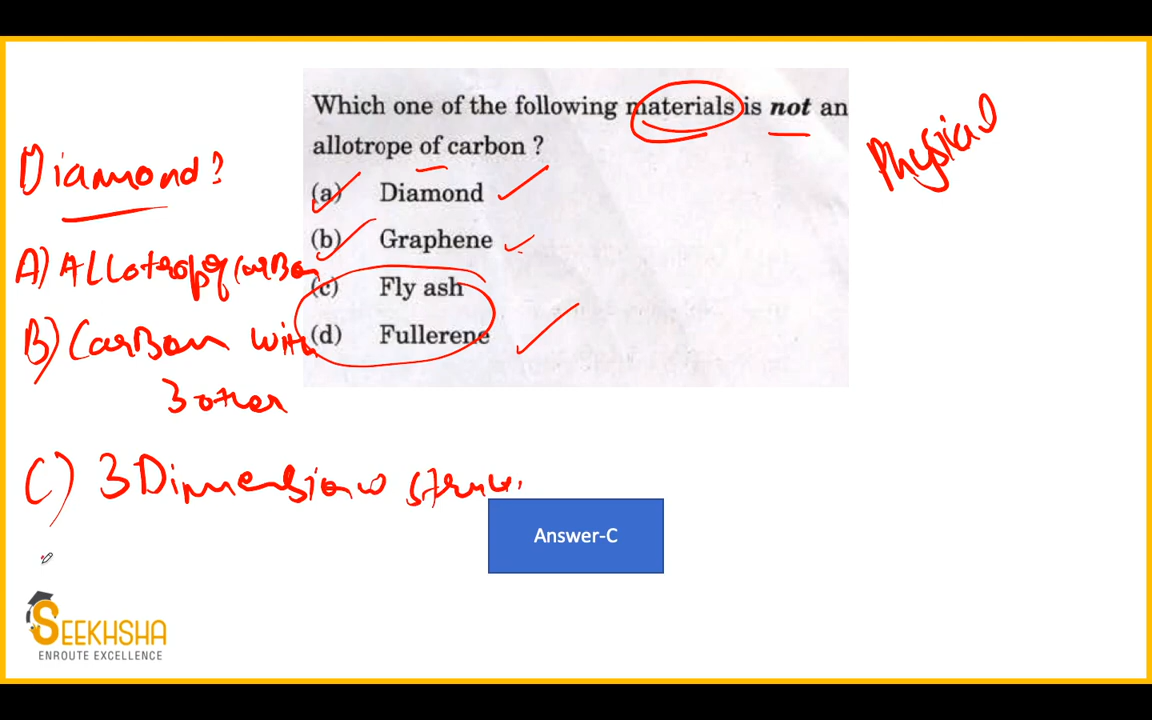 Which one of the following materials is not an
allotrope of carbon ?
(a) Diamond
(b) Graphene
(c) Fly ash
(d) Fullerene
Physical
Diamond?
A) Allotrop of carbon
B) Carbon with
3 other
C) 3 Dimension
Answer-C
SEEKHSHA
ENROUTE EXCELLENCE